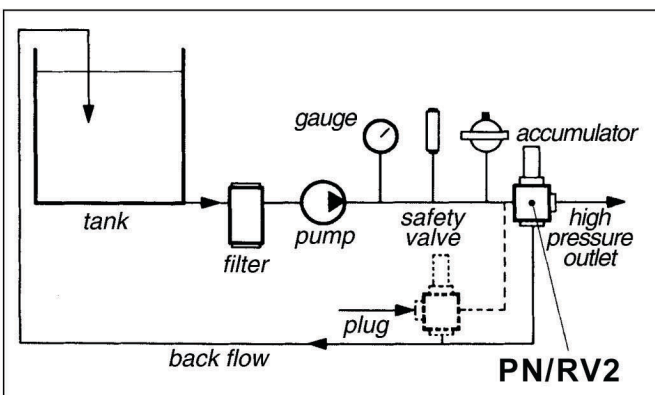 gauge
accumulator
tank
filter
pump
safety
valve
high
pressure
outlet
plug
back flow
PN/RV2